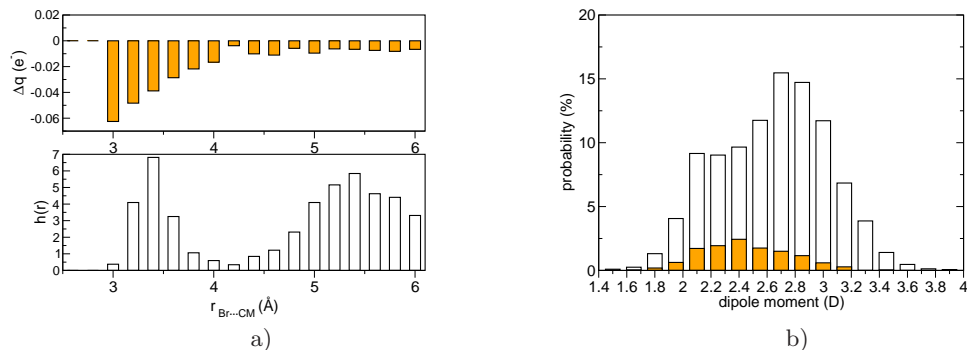 0.02
0
-0.02
-0.04
-0.06
Δq (e⁻)
3 4 5 6
7
6
5
4
3
2
1
0
h(r)
3 4 5 6
r Br···CM (Å)
a)
20
15
10
5
0
probability (%)
1.4 1.6 1.8 2 2.2 2.4 2.6 2.8 3 3.2 3.4 3.6 3.8 4
dipole moment (D)
b)